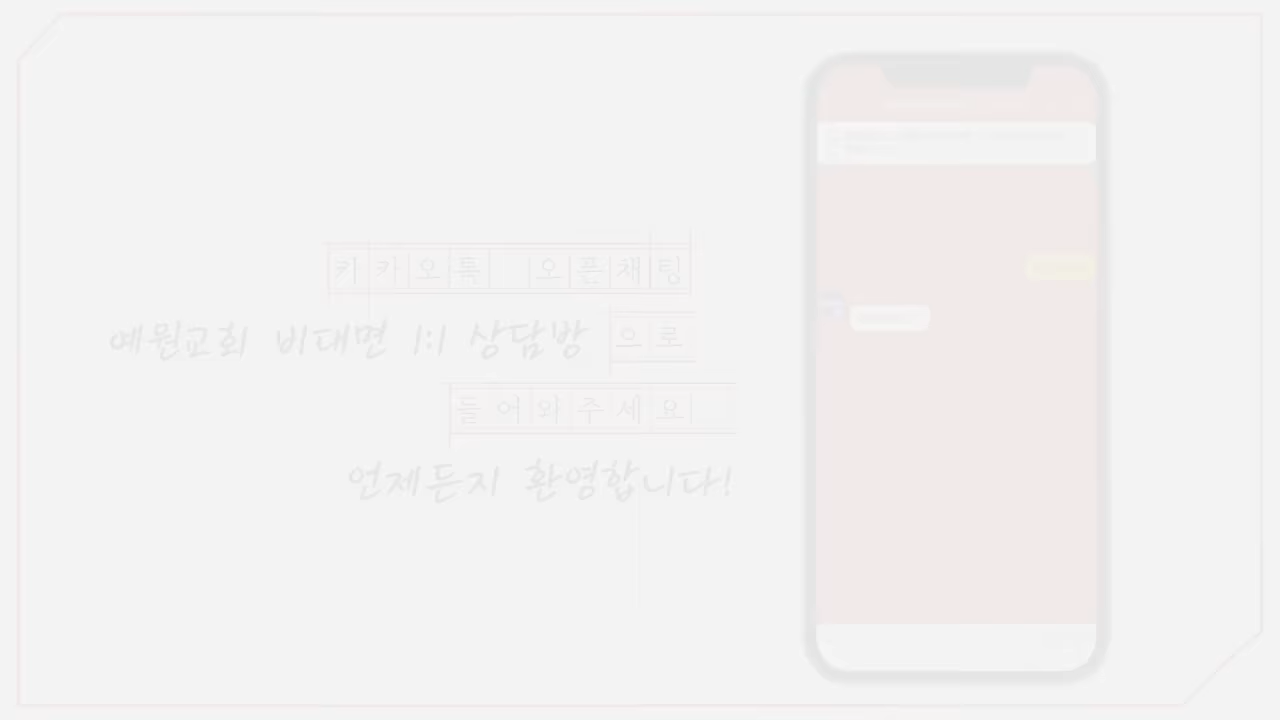 카카오톡 오픈채팅
예원교회 비대면 1:1 상담방으로
들어와주세요
언제든지 환영합니다!